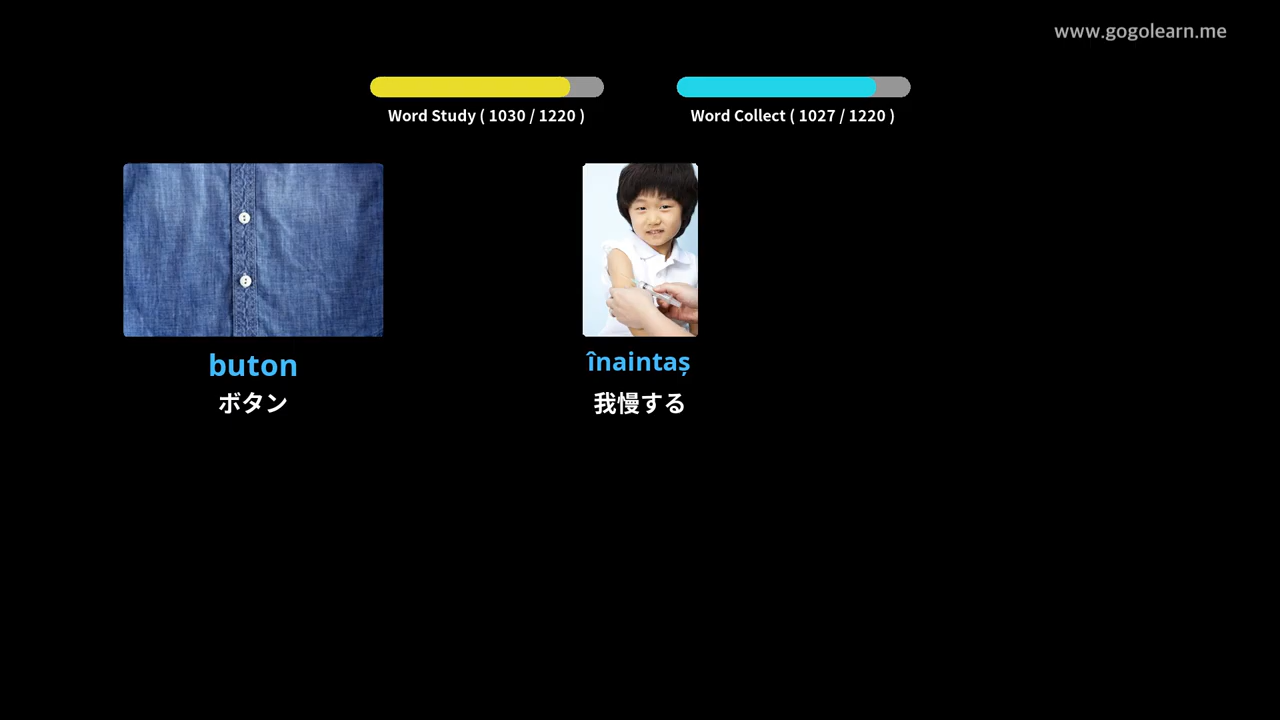 www.gogolearn.me
Word Study ( 1030 / 1220 )
Word Collect ( 1027 / 1220 )
buton
ボタン
înaintaș
我慢する